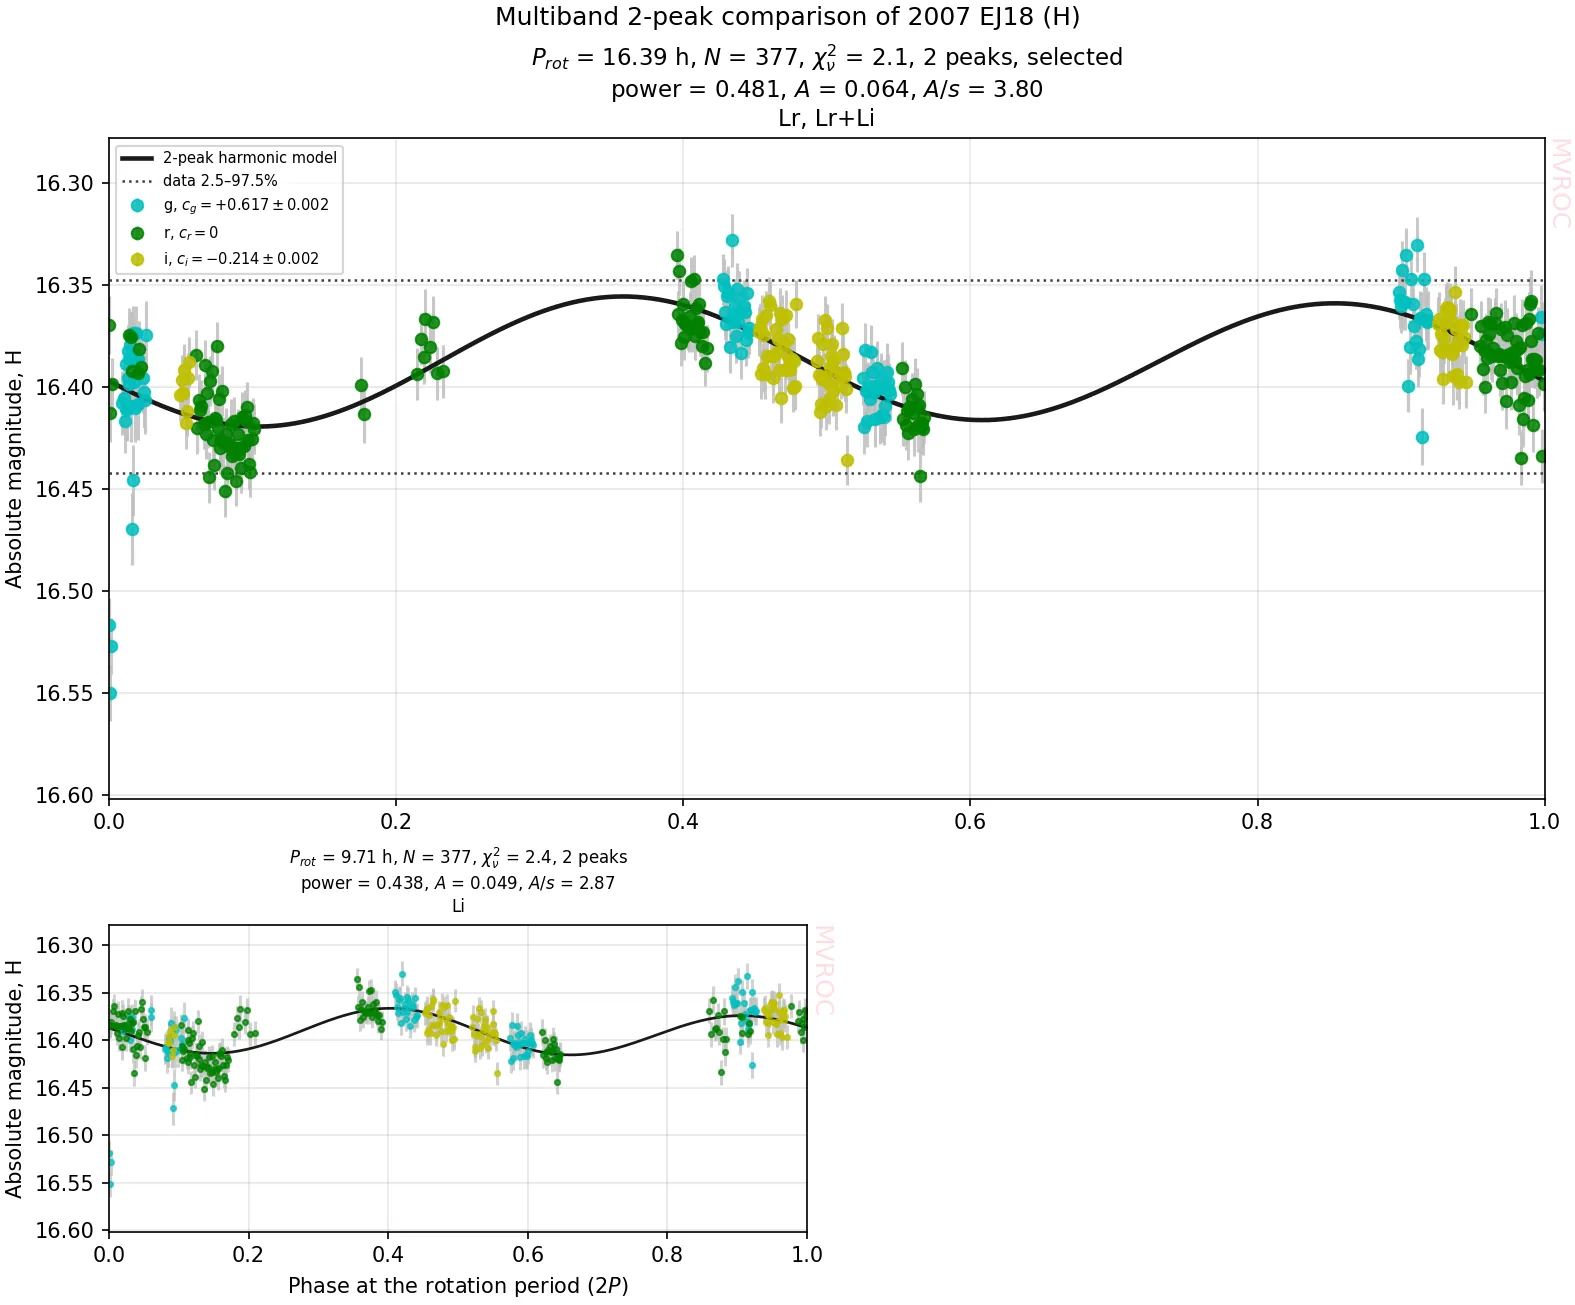 Multiband 2-peak comparison of 2007 EJ18 (H)
P_rot = 16.39 h, N = 377, χ²_ν = 2.1, 2 peaks, selected
power = 0.481, A = 0.064, A/s = 3.80
Lr, Lr+Li
2-peak harmonic model
data 2.5–97.5%
g, c_g = +0.617 ± 0.002
r, c_r = 0
i, c_i = −0.214 ± 0.002
MVROC
Absolute magnitude, H
16.30
16.35
16.40
16.45
16.50
16.55
16.60
0.0 0.2 0.4 0.6 0.8 1.0
P_rot = 9.71 h, N = 377, χ²_ν = 2.4, 2 peaks
power = 0.438, A = 0.049, A/s = 2.87
Li
MVROC
Absolute magnitude, H
16.30
16.35
16.40
16.45
16.50
16.55
16.60
0.0 0.2 0.4 0.6 0.8 1.0
Phase at the rotation period (2P)